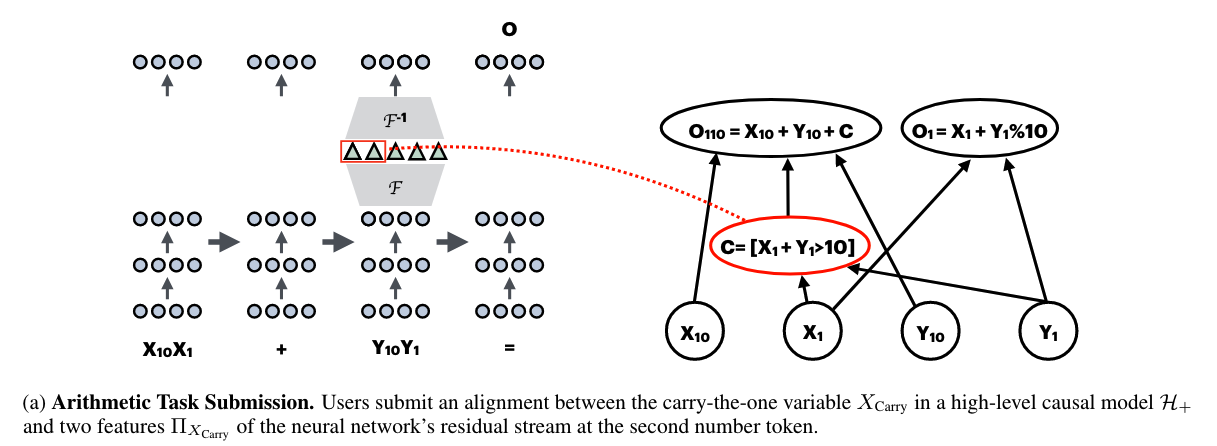 O
ℱ⁻¹
ℱ
X₁₀X₁
+
Y₁₀Y₁
=
O₁₁₀ = X₁₀ + Y₁₀ + C
O₁ = X₁ + Y₁%10
C= [X₁ + Y₁>10]
X₁₀
X₁
Y₁₀
Y₁
(a) Arithmetic Task Submission. Users submit an alignment between the carry-the-one variable X_Carry in a high-level causal model ℋ₊
and two features Π_{X_Carry} of the neural network's residual stream at the second number token.